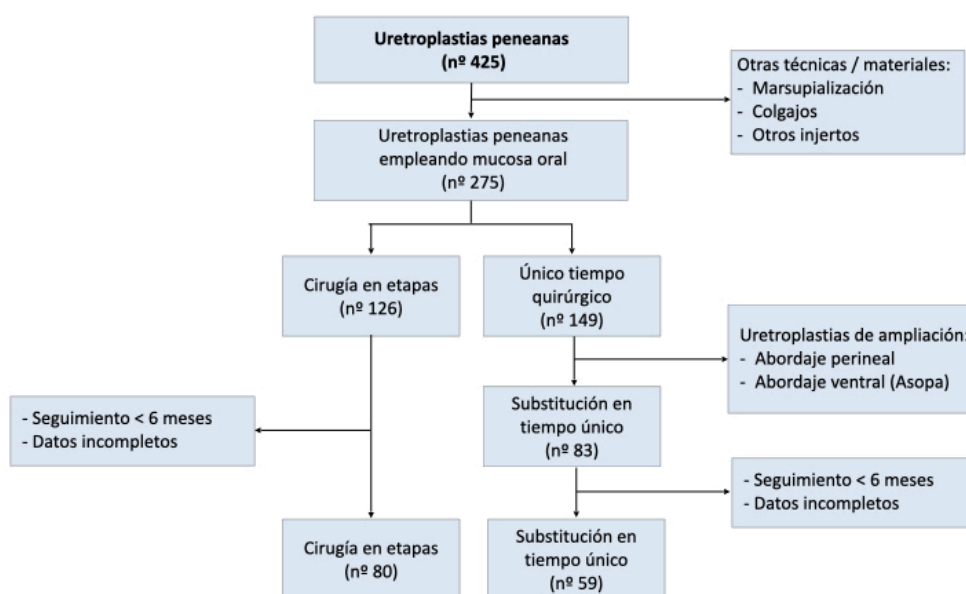 Uretroplastias peneanas
(nº 425)
Otras técnicas / materiales:
- Marsupialización
- Colgajos
- Otros injertos
Uretroplastias peneanas
empleando mucosa oral
(nº 275)
Cirugía en etapas
(nº 126)
Único tiempo
quirúrgico
(nº 149)
Uretroplastias de ampliación:
- Abordaje perineal
- Abordaje ventral (Asopa)
- Seguimiento < 6 meses
- Datos incompletos
Substitución en
tiempo único
(nº 83)
- Seguimiento < 6 meses
- Datos incompletos
Cirugía en etapas
(nº 80)
Substitución en
tiempo único
(nº 59)